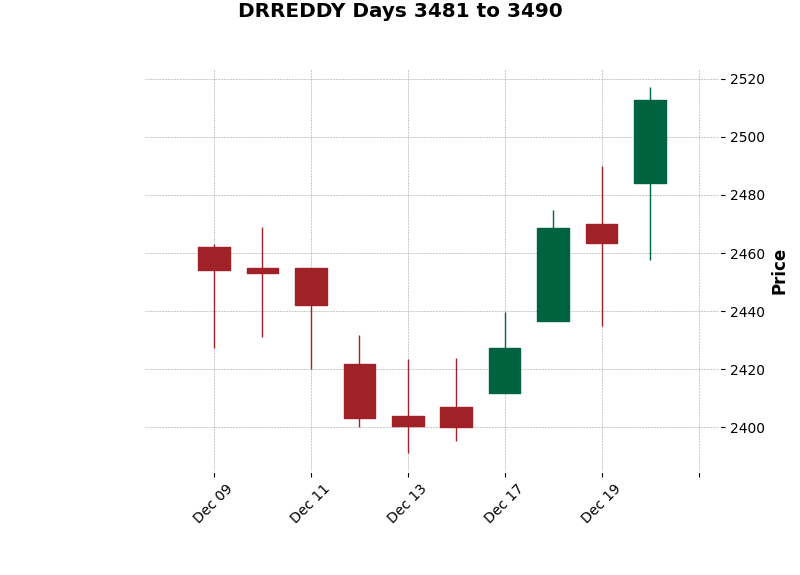 DRREDDY Days 3481 to 3490
2520
2500
2480
2460
2440
2420
2400
Price
Dec 09
Dec 11
Dec 13
Dec 17
Dec 19